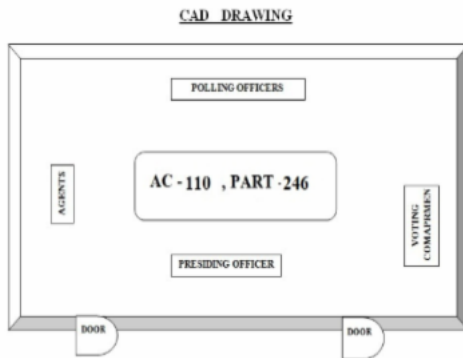 CAD DRAWING
POLLING OFFICERS
AGENTS
AC - 110 , PART - 246
VOTING
COMAPRMEN
PRESIDING OFFICER
DOOR
DOOR